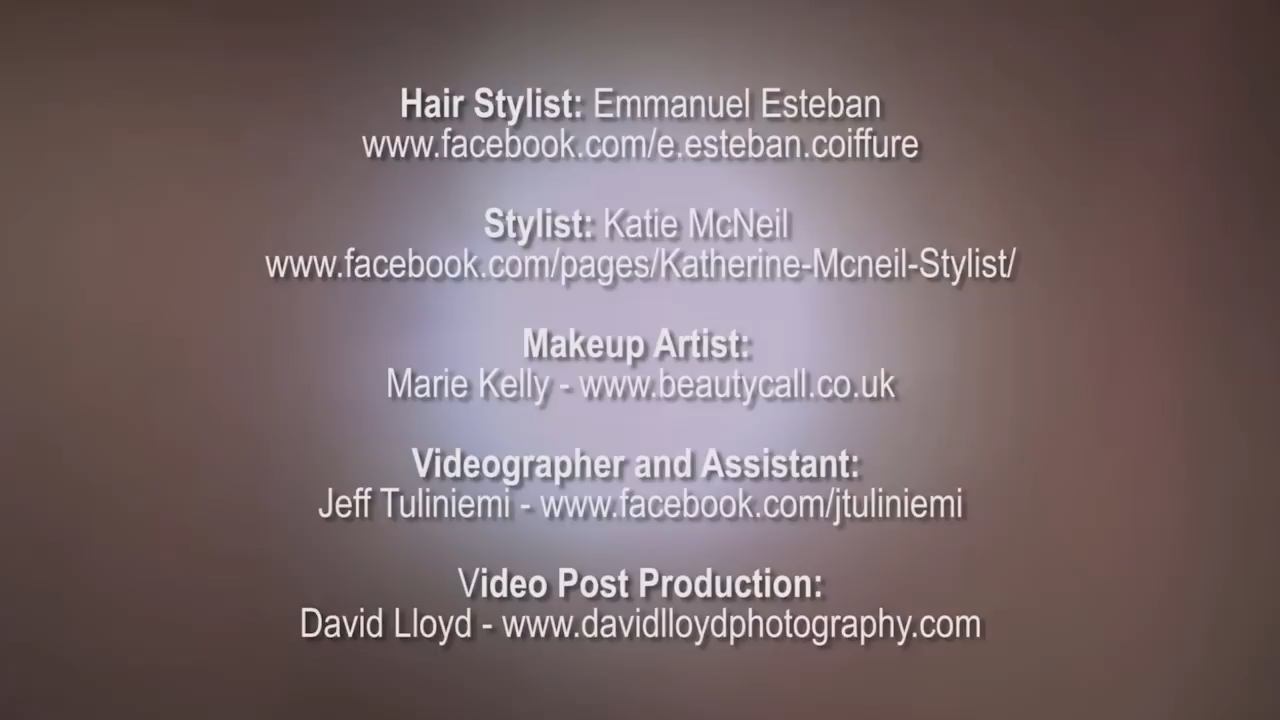 Hair Stylist: Emmanuel Esteban
www.facebook.com/e.esteban.coiffure
Stylist: Katie McNeil
www.facebook.com/pages/Katherine-Mcneil-Stylist/
Makeup Artist:
Marie Kelly - www.beautycall.co.uk
Videographer and Assistant:
Jeff Tuliniemi - www.facebook.com/jtuliniemi
Video Post Production:
David Lloyd - www.davidlloydphotography.com